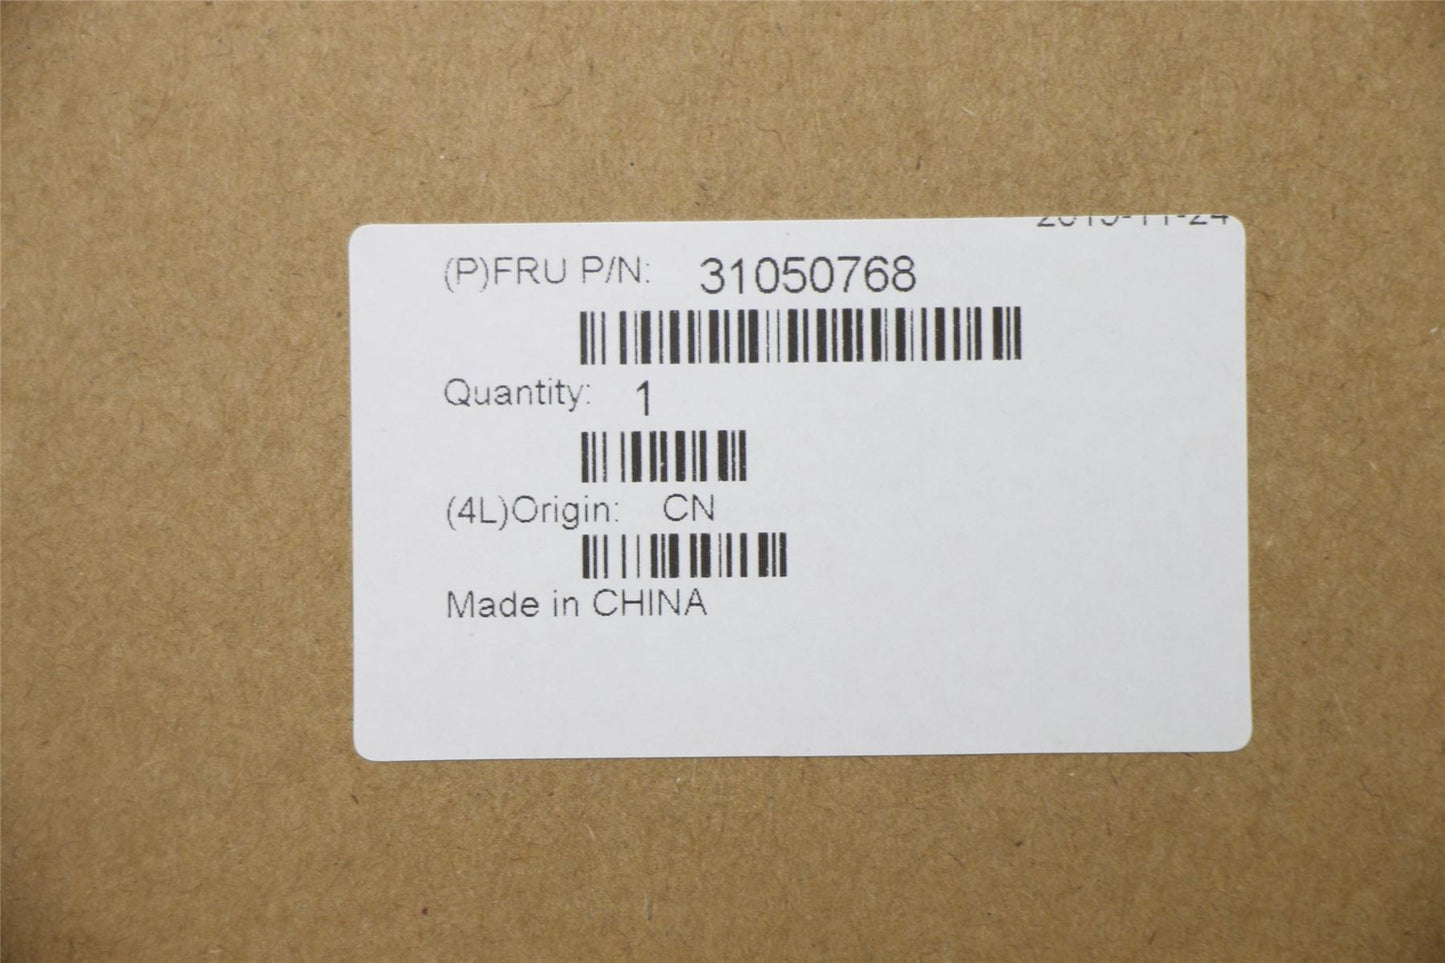 (P)FRU P/N: 31050768
Quantity: 1
(4L)Origin: CN
Made in CHINA